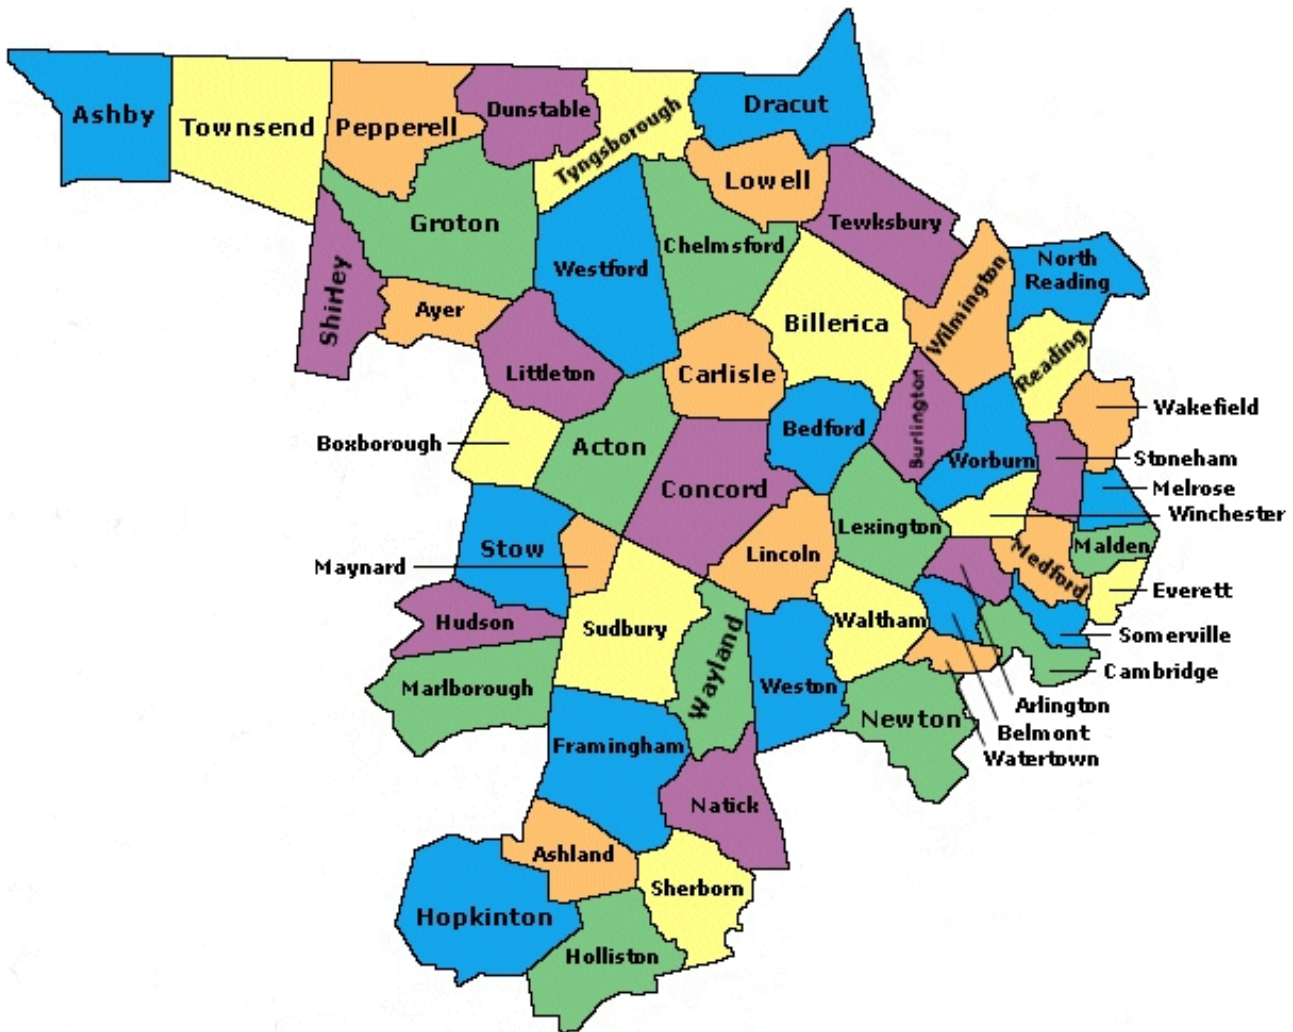 Ashby
Townsend
Pepperell
Dunstable
Tyngsborough
Dracut
Lowell
Groton
Tewksbury
Chelmsford
Westford
Shirley
Ayer
North
Reading
Billerica
Wilmington
Reading
Littleton
Carlisle
Wakefield
Boxborough
Acton
Bedford
Burlington
Worburn
Stoneham
Concord
Melrose
Winchester
Lexington
Stow
Lincoln
Medford
Malden
Maynard
Everett
Hudson
Sudbury
Wayland
Waltham
Somerville
Marlborough
Weston
Cambridge
Arlington
Newton
Belmont
Framingham
Watertown
Natick
Ashland
Sherborn
Hopkinton
Holliston